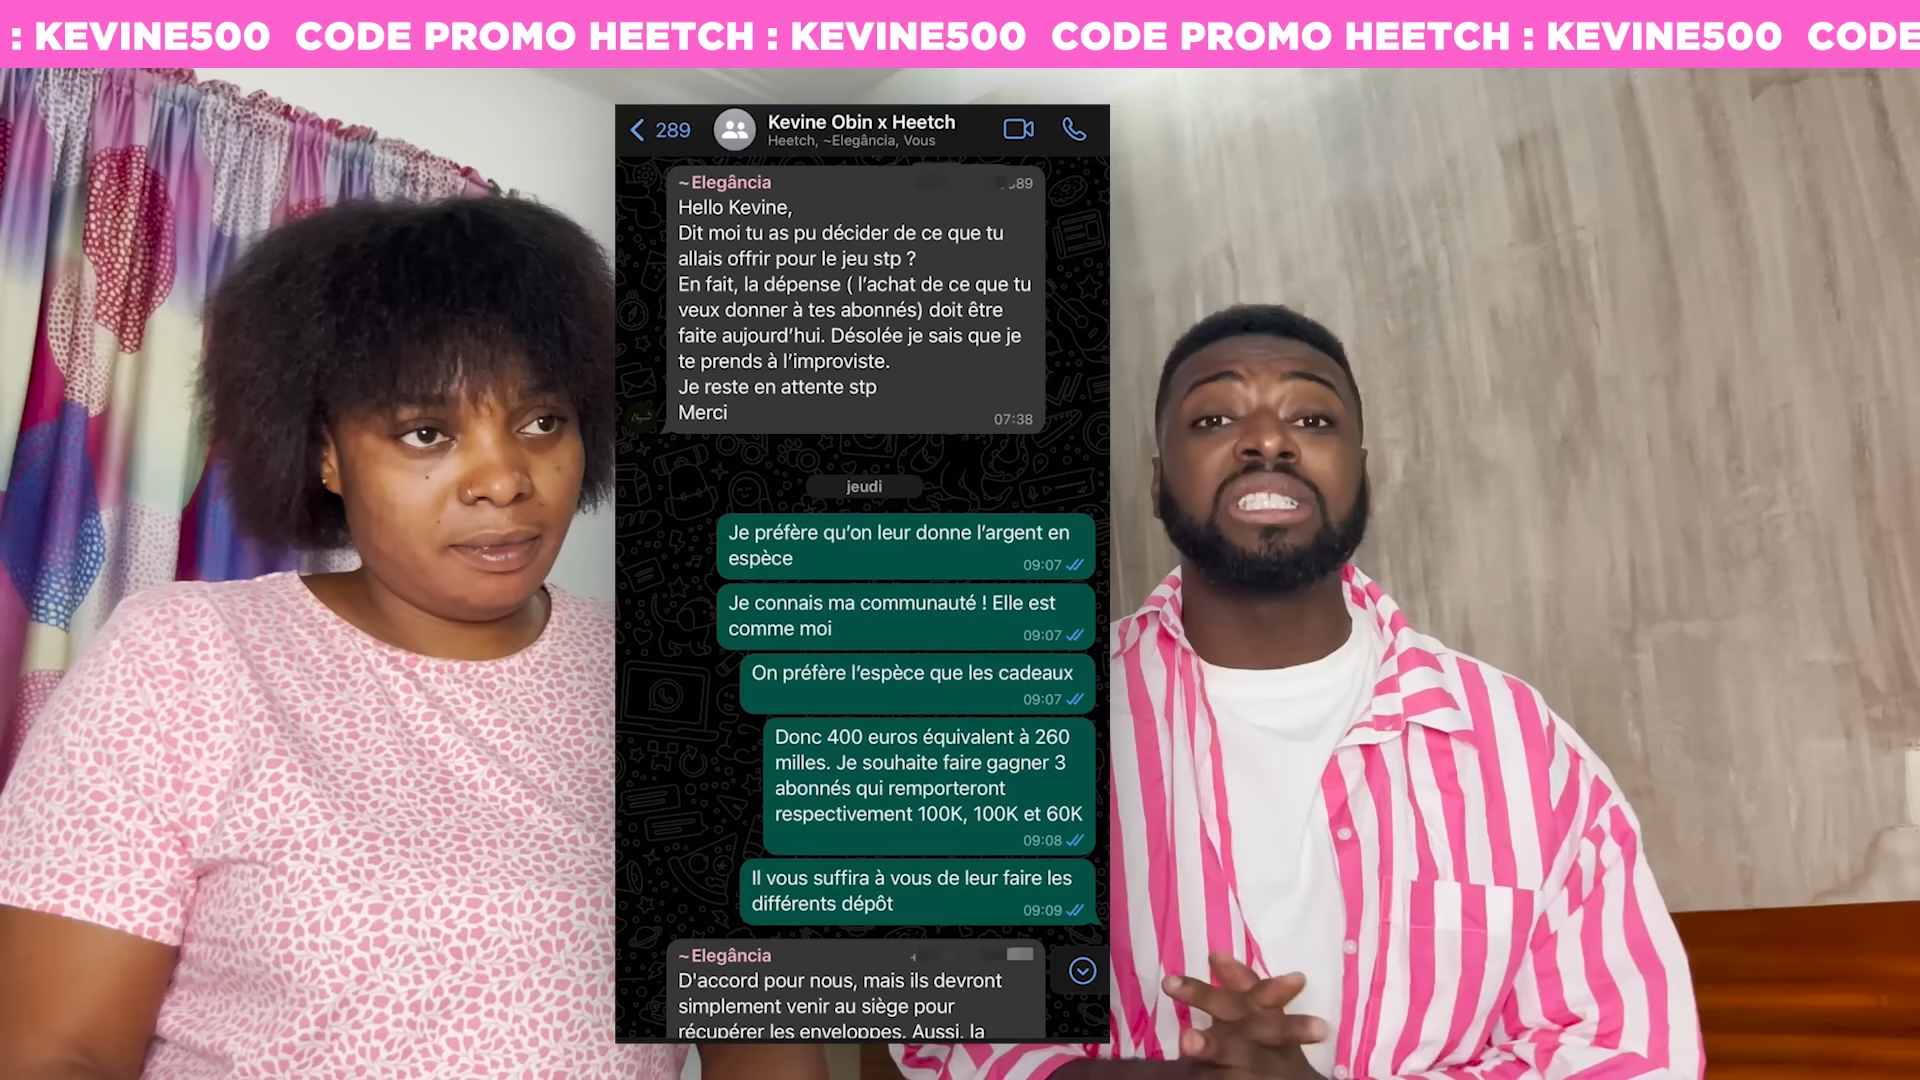 : KEVINE500 CODE PROMO HEETCH : KEVINE500 CODE PROMO HEETCH : KEVINE500 CODE
289
Kevine Obin x Heetch
Heetch, ~Elegância, Vous
~Elegância
89
Hello Kevine,
Dit moi tu as pu décider de ce que tu
allais offrir pour le jeu stp ?
En fait, la dépense ( l'achat de ce que tu
veux donner à tes abonnés) doit être
faite aujourd'hui. Désolée je sais que je
te prends à l'improviste.
Je reste en attente stp
Merci
07:38
jeudi
Je préfère qu'on leur donne l'argent en
espèce
09:07
Je connais ma communauté ! Elle est
comme moi
09:07
On préfère l'espèce que les cadeaux
09:07
Donc 400 euros équivalent à 260
milles. Je souhaite faire gagner 3
abonnés qui remporteront
respectivement 100K, 100K et 60K
09:08
Il vous suffira à vous de leur faire les
différents dépôt
09:09
~Elegância
D'accord pour nous, mais ils devront
simplement venir au siège pour
récupérer les enveloppes. Aussi, la